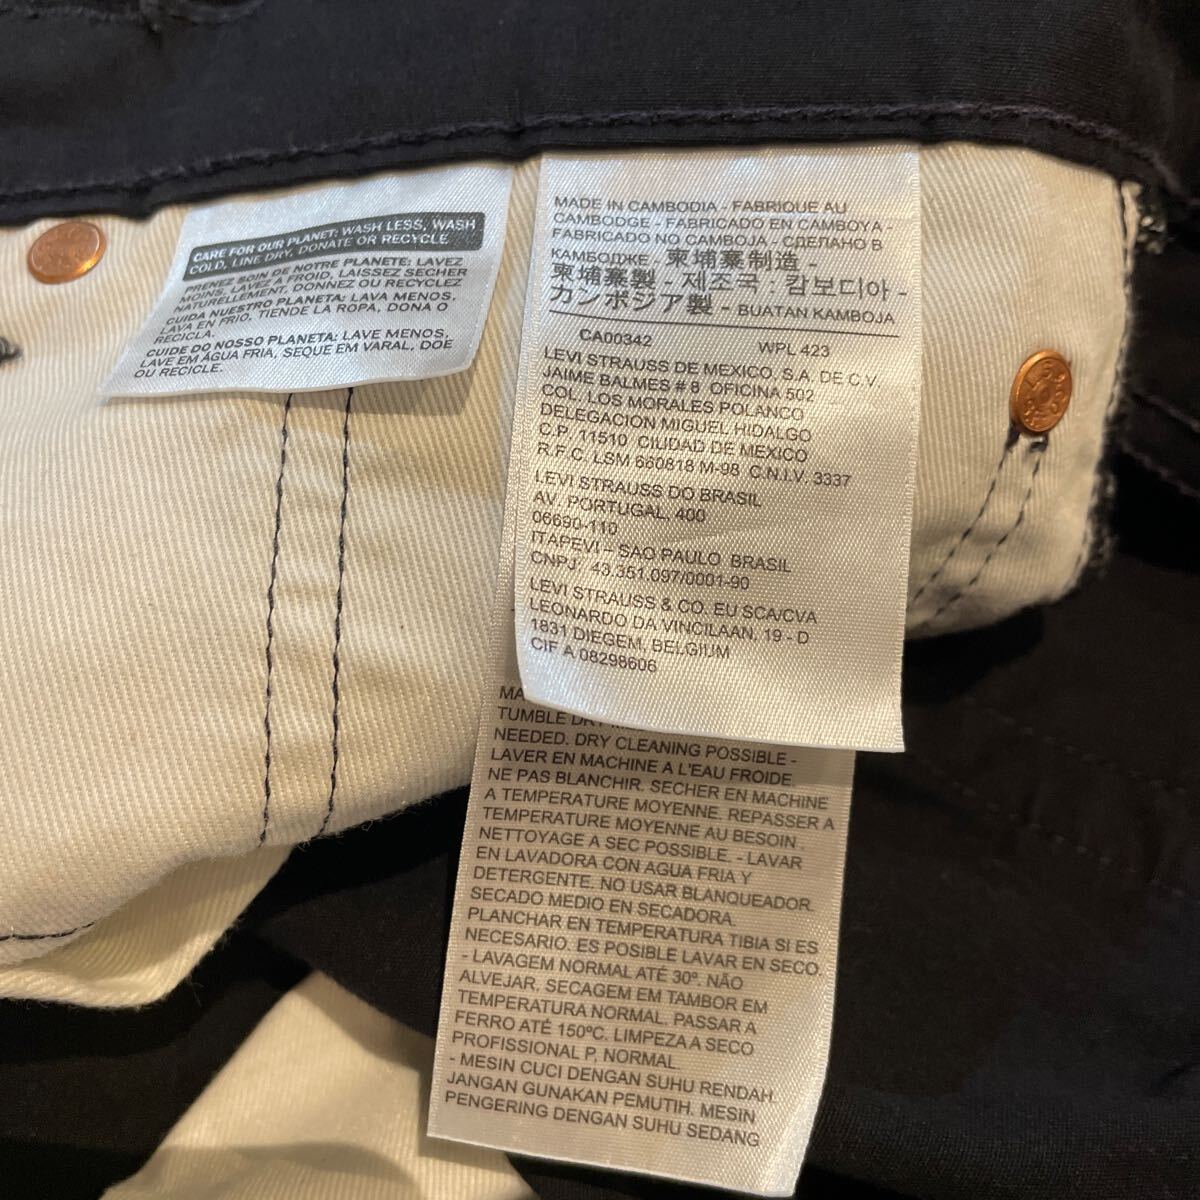 CARE FOR OUR PLANET: WASH LESS, WASH
COLD, LINE DRY, DONATE OR RECYCLE
PRENEZ SOIN DE NOTRE PLANETE: LAVEZ
MOINS, LAVEZ A FROID, LAISSEZ SECHER
NATURELLEMENT, DONNEZ OU RECYCLEZ
CUIDA NUESTRO PLANETA: LAVA MENOS,
LAVA EN FRIO, TIENDE LA ROPA, DONA O
RECICLA.
CUIDE DO NOSSO PLANETA: LAVE MENOS,
LAVE EM ÁGUA FRIA, SEQUE EM VARAL, DOE
OU RECICLE.
MADE IN CAMBODIA - FABRIQUE AU
CAMBODGE - FABRICADO EN CAMBOYA -
FABRICADO NO CAMBOJA - СДЕЛАНО В
КАМБОДЖЕ - 柬埔寨制造 -
柬埔寨製 - 제조국 : 캄보디아 -
カンボジア製 - BUATAN KAMBOJA
CA00342 WPL 423
LEVI STRAUSS DE MEXICO, S.A. DE C.V.
JAIME BALMES # 8 OFICINA 502
COL. LOS MORALES POLANCO
DELEGACION MIGUEL HIDALGO
C.P. 11510 CIUDAD DE MEXICO
R.F.C. LSM 660818 M-98 C.N.I.V. 3337
LEVI STRAUSS DO BRASIL
AV. PORTUGAL, 400
06690-110
ITAPEVI – SAO PAULO BRASIL
CNPJ: 43.351.097/0001-90
LEVI STRAUSS & CO. EU SCA/CVA
LEONARDO DA VINCILAAN, 19 - D
1831 DIEGEM, BELGIUM
CIF A 08298606
MA
TUMBLE DRY
NEEDED. DRY CLEANING POSSIBLE -
LAVER EN MACHINE A L'EAU FROIDE.
NE PAS BLANCHIR. SECHER EN MACHINE
A TEMPERATURE MOYENNE. REPASSER A
TEMPERATURE MOYENNE AU BESOIN .
NETTOYAGE A SEC POSSIBLE. - LAVAR
EN LAVADORA CON AGUA FRIA Y
DETERGENTE. NO USAR BLANQUEADOR.
SECADO MEDIO EN SECADORA.
PLANCHAR EN TEMPERATURA TIBIA SI ES
NECESARIO. ES POSIBLE LAVAR EN SECO.
- LAVAGEM NORMAL ATÉ 30º. NÃO
ALVEJAR. SECAGEM EM TAMBOR EM
TEMPERATURA NORMAL. PASSAR A
FERRO ATÉ 150ºC. LIMPEZA A SECO
PROFISSIONAL P, NORMAL.
- MESIN CUCI DENGAN SUHU RENDAH.
JANGAN GUNAKAN PEMUTIH. MESIN
PENGERING DENGAN SUHU SEDANG